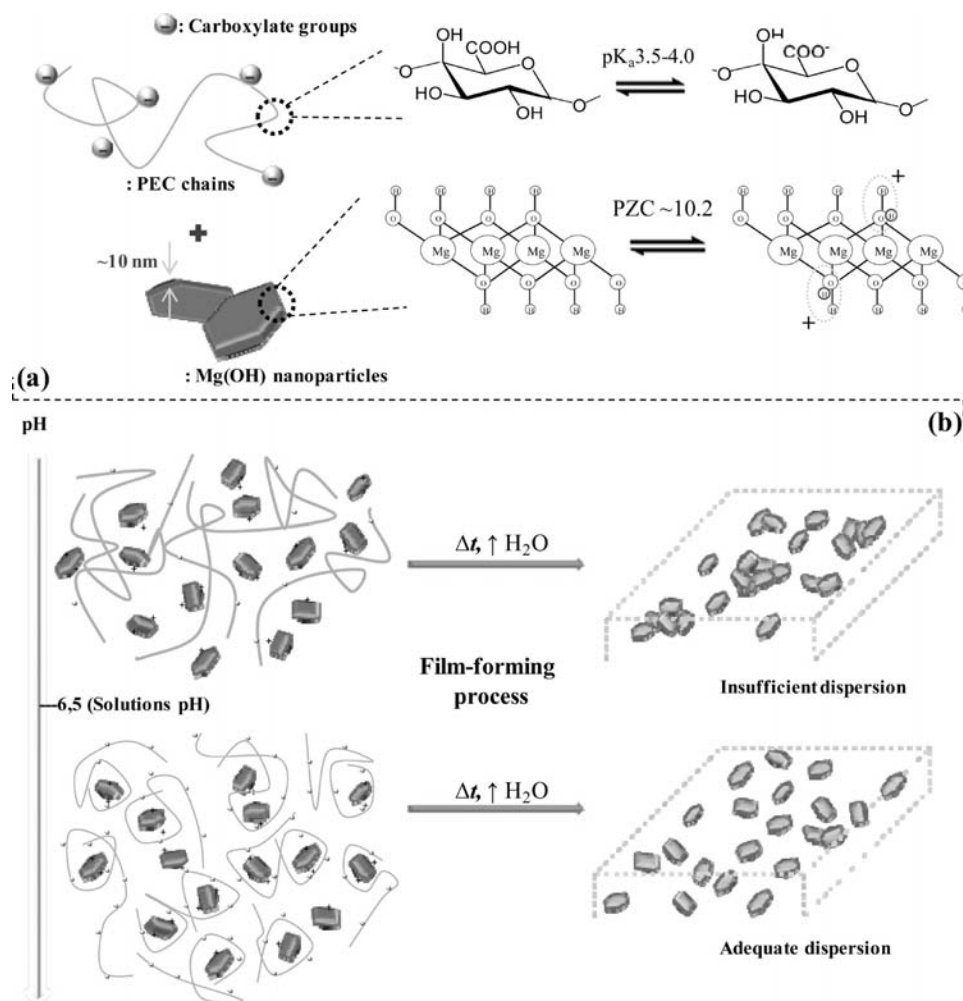 : Carboxylate groups
: PEC chains
OH
COOH
O
O
HO
OH
O
pKa3.5-4.0
OH
COO-
O
O
HO
OH
O
+
~10 nm
: Mg(OH) nanoparticles
H H H H
O O O O
Mg Mg Mg Mg
O O O O
H H H H
PZC ~10.2
+
H H H H
O O O O H
Mg Mg Mg Mg
H O O O O
H H H H
+
(a)
(b)
pH
Δt, ↑ H2O
Insufficient dispersion
Film-forming
process
6,5 (Solutions pH)
Δt, ↑ H2O
Adequate dispersion